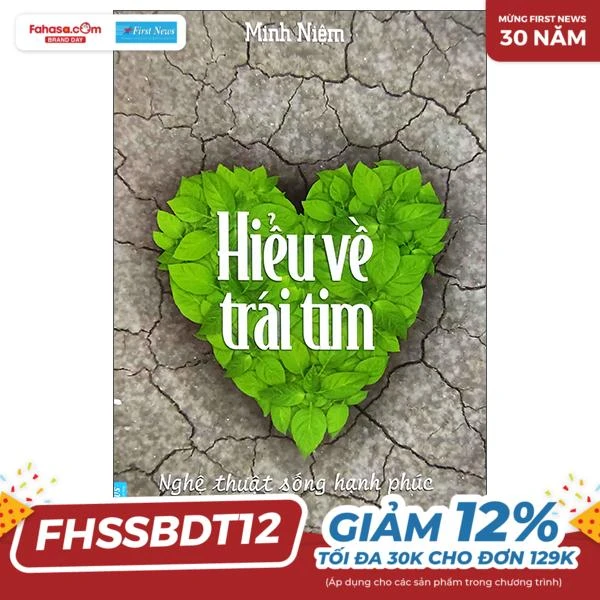 Fahasa.com
BRAND DAY
First News
MỪNG FIRST NEWS
30 NĂM
Minh Niệm
Hiểu về
trái tim
Nghệ thuật sống hạnh phúc
FHSSBDT12
GIẢM 12%
TỐI ĐA 30K CHO ĐƠN 129K
(Áp dụng cho các sản phẩm trong chương trình)